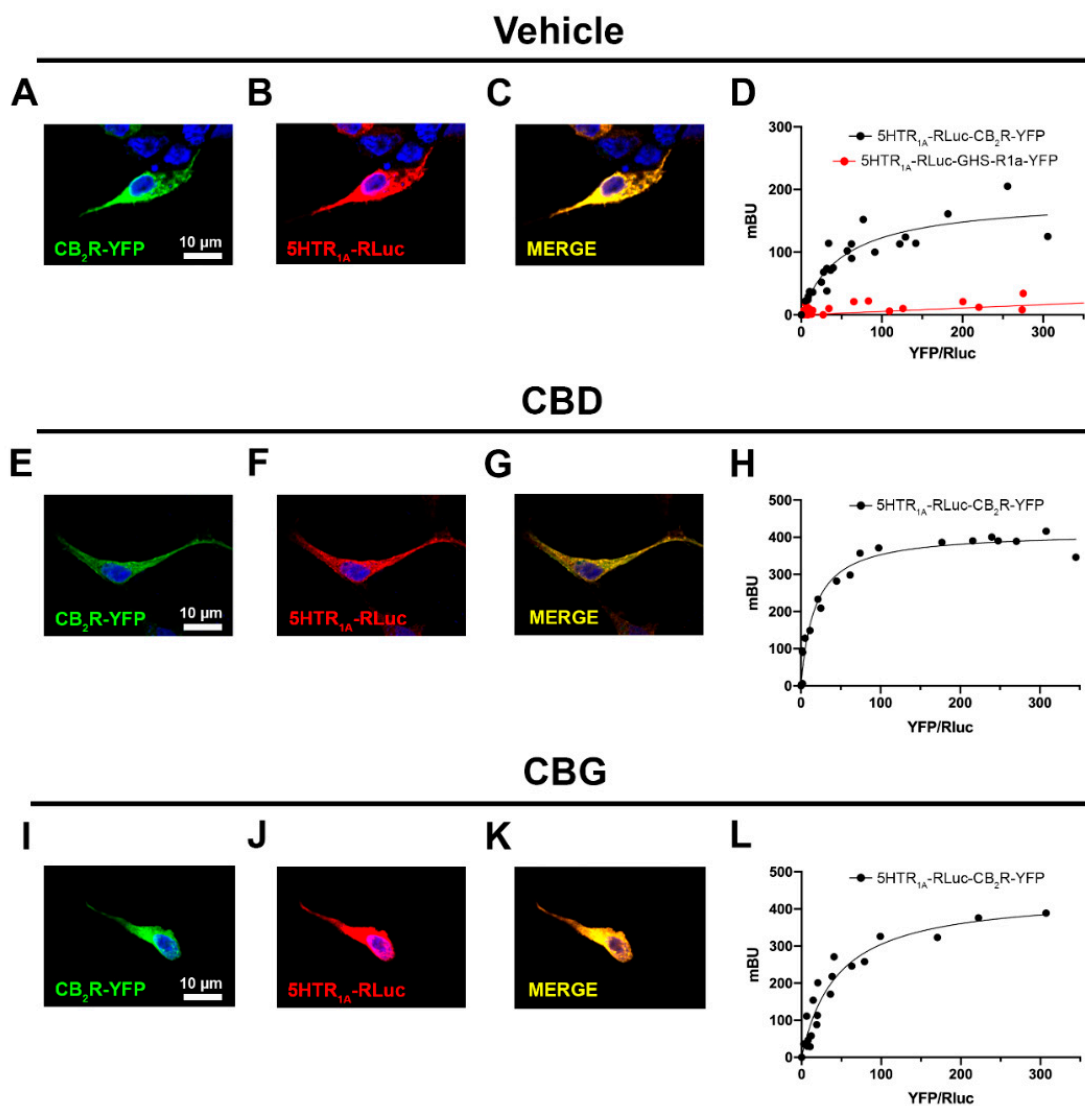 Vehicle
A
B
C
D
CB₂R-YFP
10 µm
5HTR₁A-RLuc
MERGE
5HTR₁A-RLuc-CB₂R-YFP
5HTR₁A-RLuc-GHS-R1a-YFP
300
200
100
0
mBU
0 100 200 300
YFP/Rluc
CBD
E
F
G
H
CB₂R-YFP
10 µm
5HTR₁A-RLuc
MERGE
5HTR₁A-RLuc-CB₂R-YFP
500
400
300
200
100
0
mBU
0 100 200 300
YFP/Rluc
CBG
I
J
K
L
CB₂R-YFP
10 µm
5HTR₁A-RLuc
MERGE
5HTR₁A-RLuc-CB₂R-YFP
500
400
300
200
100
0
mBU
0 100 200 300
YFP/Rluc